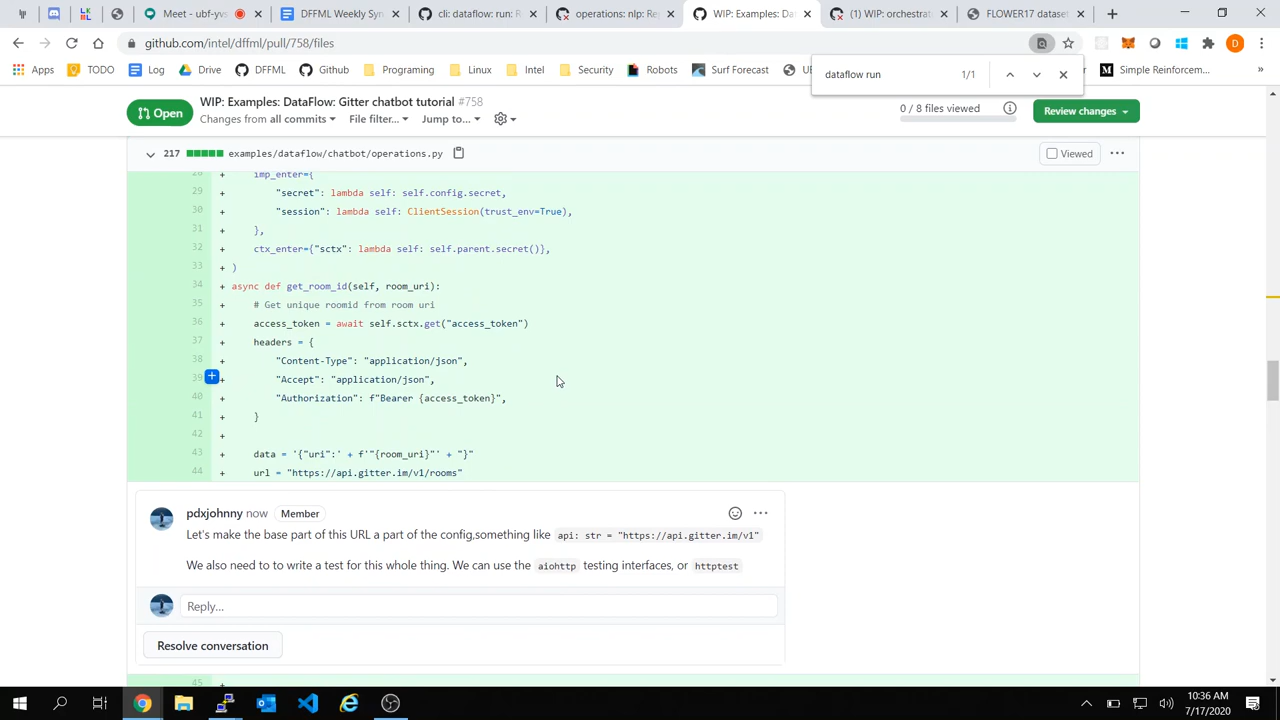 Meet - ubf-yvs
DFFML Weekly Syn
cli: dataflow: run: R
operations: nlp: Re
WIP: Examples: Da
(1) WIP: orchestrat
FLOWER17 dataset
github.com/intel/dffml/pull/758/files
D
Apps
TODO
Log
Drive
DFFML
Github
Programing
Linux
Intel
Security
Robots
Surf Forecast
M
Simple Reinforcem...
»
dataflow run
1/1
Open
WIP: Examples: DataFlow: Gitter chatbot tutorial #758
Changes from all commits
File filter...
Jump to...
0 / 8 files viewed
Review changes
217
examples/dataflow/chatbot/operations.py
Viewed
28 + imp_enter={
29 + "secret": lambda self: self.config.secret,
30 + "session": lambda self: ClientSession(trust_env=True),
31 + },
32 + ctx_enter={"sctx": lambda self: self.parent.secret()},
33 + )
34 + async def get_room_id(self, room_uri):
35 + # Get unique roomid from room uri
36 + access_token = await self.sctx.get("access_token")
37 + headers = {
38 + "Content-Type": "application/json",
39 + "Accept": "application/json",
40 + "Authorization": f"Bearer {access_token}",
41 + }
42 +
43 + data = '{"uri":' + f'"{room_uri}"' + "}"
44 + url = "https://api.gitter.im/v1/rooms"
pdxjohnny now Member
Let's make the base part of this URL a part of the config,something like api: str = "https://api.gitter.im/v1"
We also need to to write a test for this whole thing. We can use the aiohttp testing interfaces, or httptest
Reply...
Resolve conversation
45 +
10:36 AM
7/17/2020